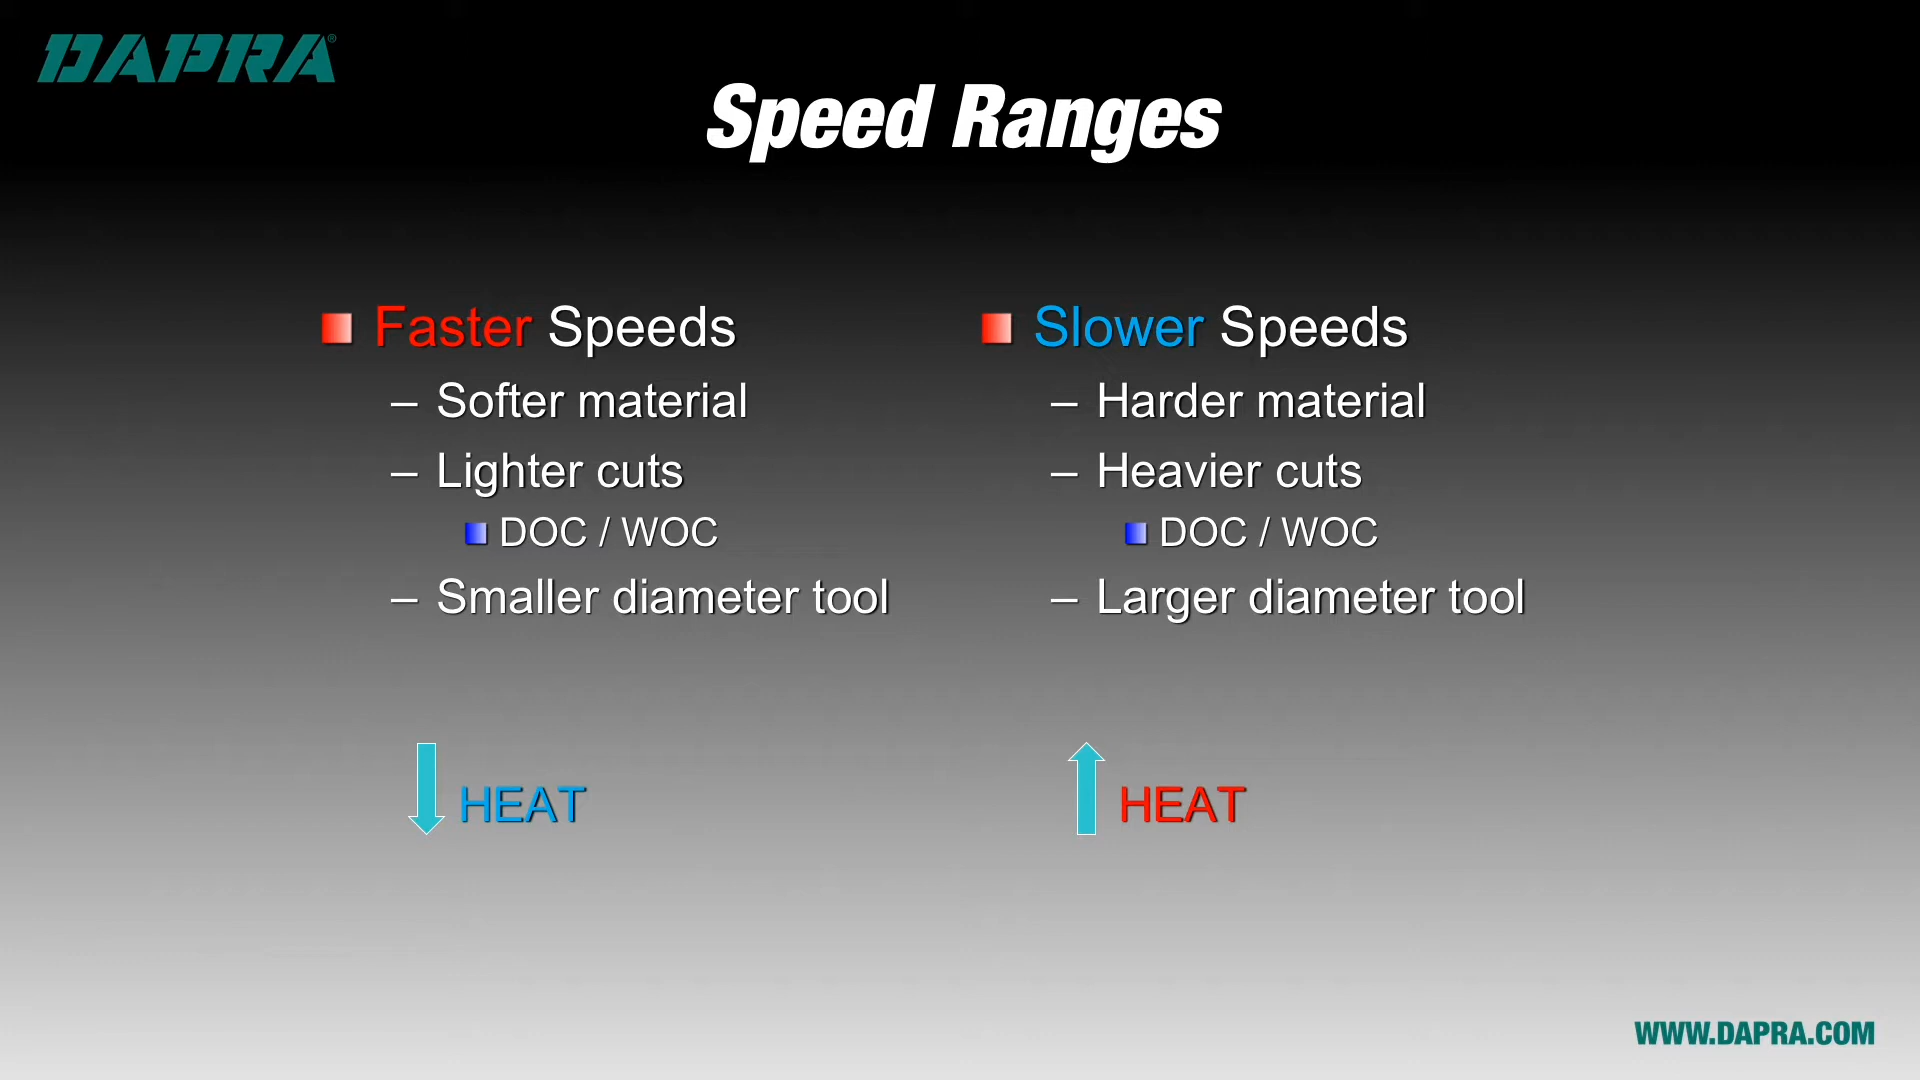 DAPRA®
Speed Ranges
Faster Speeds
– Softer material
– Lighter cuts
DOC / WOC
– Smaller diameter tool
HEAT
Slower Speeds
– Harder material
– Heavier cuts
DOC / WOC
– Larger diameter tool
HEAT
WWW.DAPRA.COM